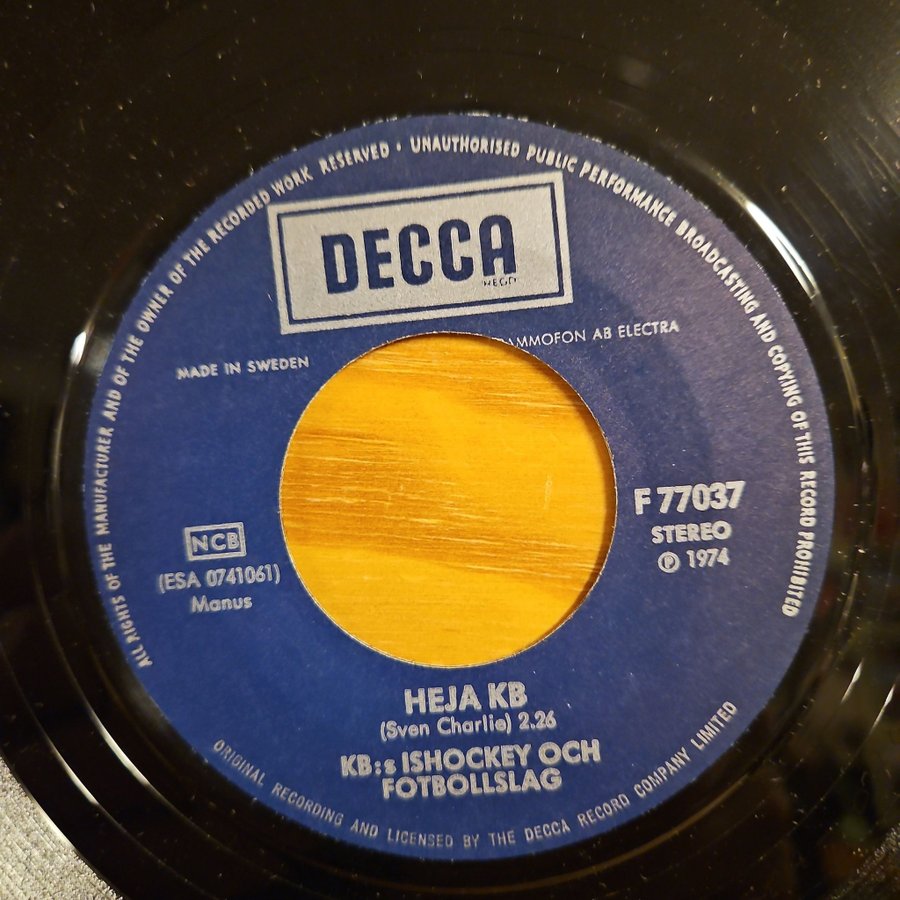 ALL RIGHTS OF THE MANUFACTURER AND OF THE OWNER OF THE RECORDED WORK RESERVED • UNAUTHORISED PUBLIC PERFORMANCE BROADCASTING AND COPYING OF THIS RECORD PROHIBITED
DECCA
REGD
MADE IN SWEDEN
AB ELECTRA
F 77037
STEREO
℗ 1974
NCB
(ESA 0741061)
Manus
HEJA KB
(Sven Charlie) 2.26
KB:s ISHOCKEY OCH
FOTBOLLSLAG
ORIGINAL RECORDING AND LICENSED BY THE DECCA RECORD COMPANY LIMITED